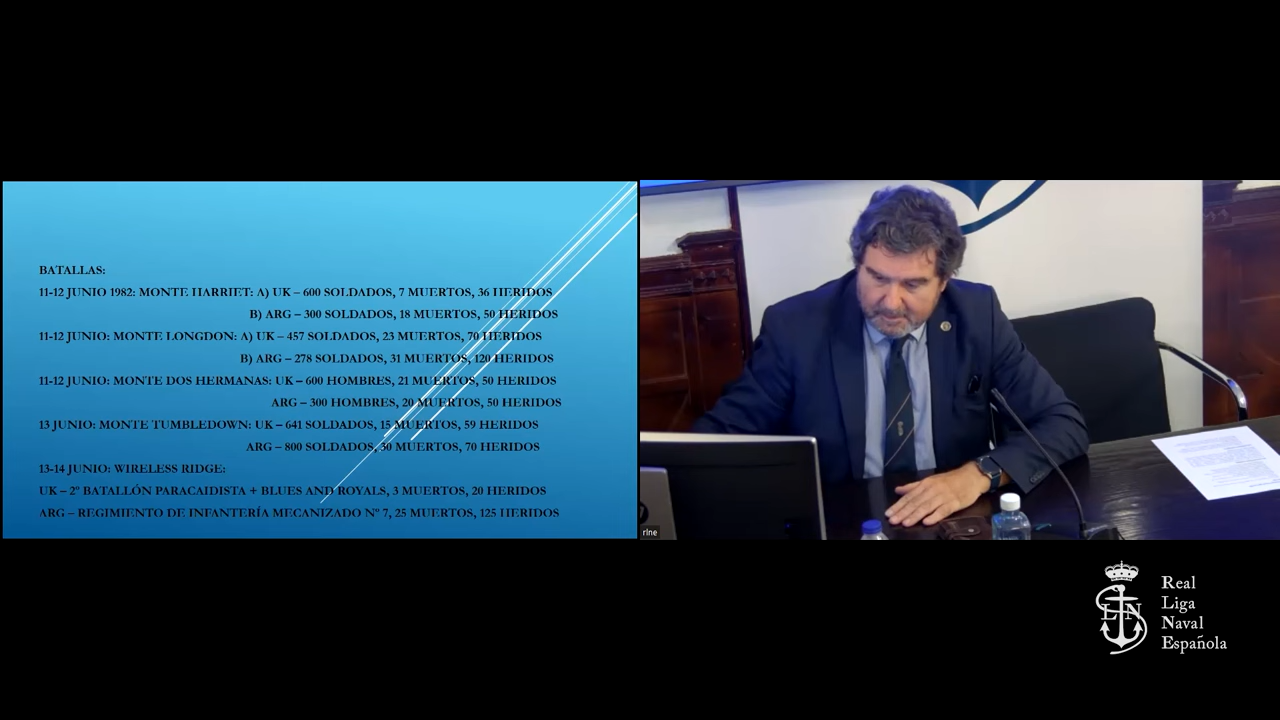 BATALLAS:
11-12 JUNIO 1982: MONTE HARRIET: A) UK – 600 SOLDADOS, 7 MUERTOS, 36 HERIDOS
B) ARG – 300 SOLDADOS, 18 MUERTOS, 50 HERIDOS
11-12 JUNIO: MONTE LONGDON: A) UK – 457 SOLDADOS, 23 MUERTOS, 70 HERIDOS
B) ARG – 278 SOLDADOS, 31 MUERTOS, 120 HERIDOS
11-12 JUNIO: MONTE DOS HERMANAS: UK – 600 HOMBRES, 21 MUERTOS, 50 HERIDOS
ARG – 300 HOMBRES, 20 MUERTOS, 50 HERIDOS
13 JUNIO: MONTE TUMBLEDOWN: UK – 641 SOLDADOS, 15 MUERTOS, 59 HERIDOS
ARG – 800 SOLDADOS, 30 MUERTOS, 70 HERIDOS
13-14 JUNIO: WIRELESS RIDGE:
UK – 2º BATALLÓN PARACAIDISTA + BLUES AND ROYALS, 3 MUERTOS, 20 HERIDOS
ARG – REGIMIENTO DE INFANTERÍA MECANIZADO Nº 7, 25 MUERTOS, 125 HERIDOS
rlne
LN
Real
Liga
Naval
Española